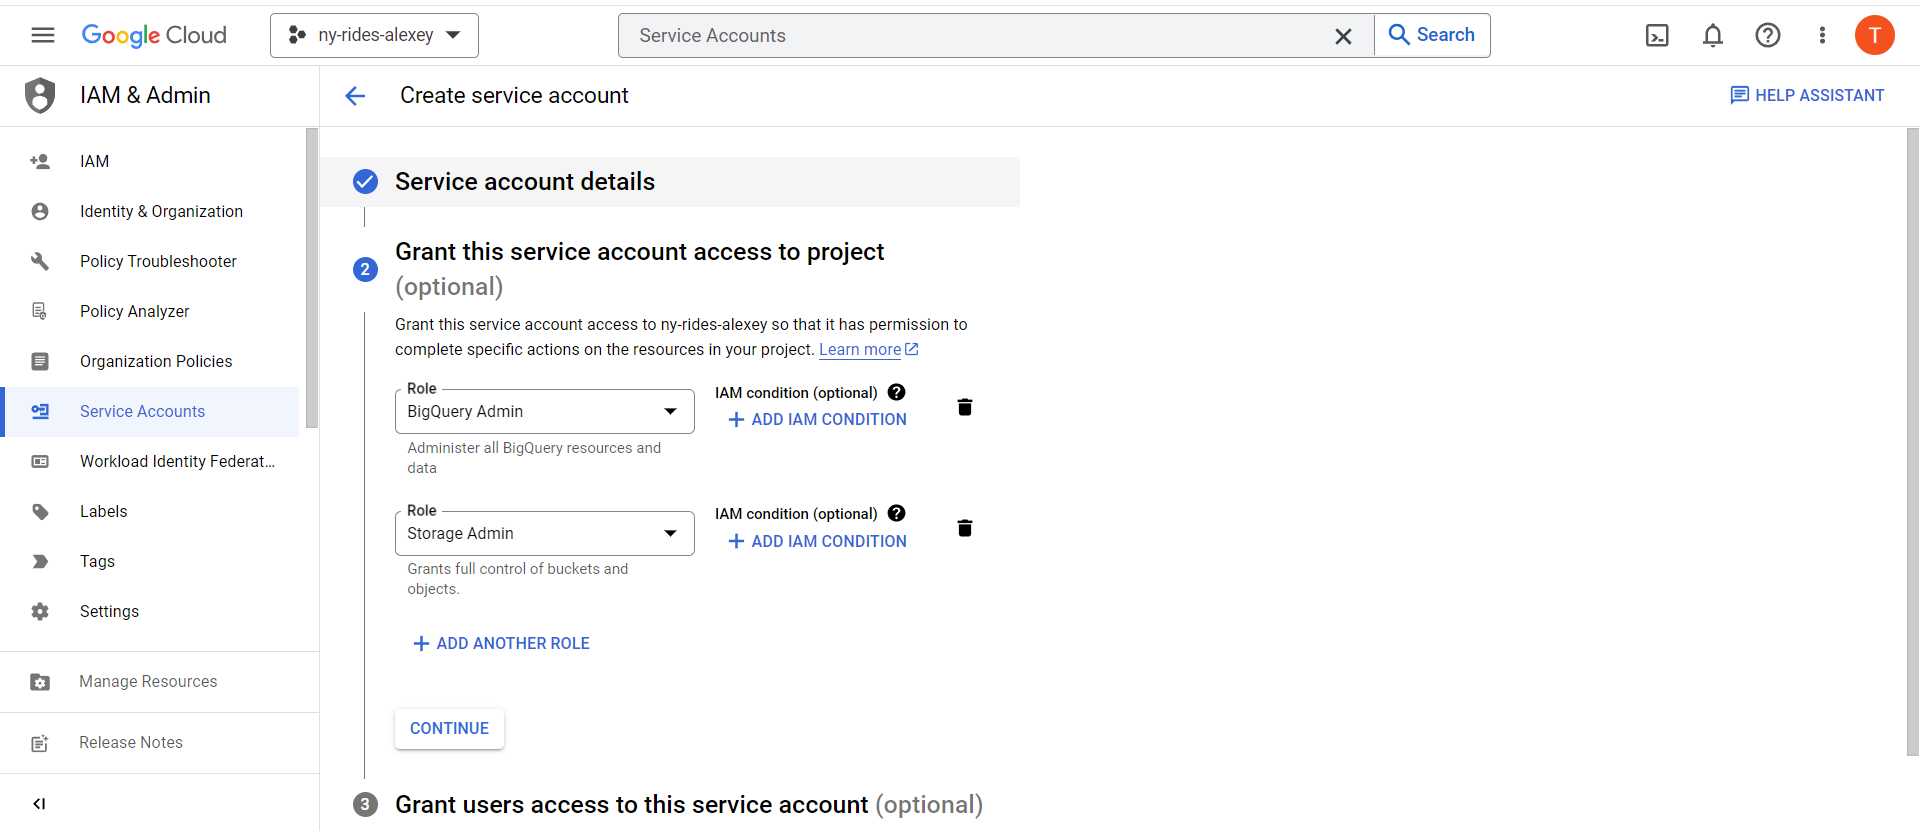 Google Cloud
ny-rides-alexey
Service Accounts
Search
T
IAM & Admin
Create service account
HELP ASSISTANT
IAM
Identity & Organization
Policy Troubleshooter
Policy Analyzer
Organization Policies
Service Accounts
Workload Identity Federat...
Labels
Tags
Settings
Manage Resources
Release Notes
Service account details
2
Grant this service account access to project
(optional)
Grant this service account access to ny-rides-alexey so that it has permission to
complete specific actions on the resources in your project. Learn more
Role
BigQuery Admin
IAM condition (optional)
ADD IAM CONDITION
Administer all BigQuery resources and
data
Role
Storage Admin
IAM condition (optional)
ADD IAM CONDITION
Grants full control of buckets and
objects.
ADD ANOTHER ROLE
CONTINUE
3
Grant users access to this service account (optional)